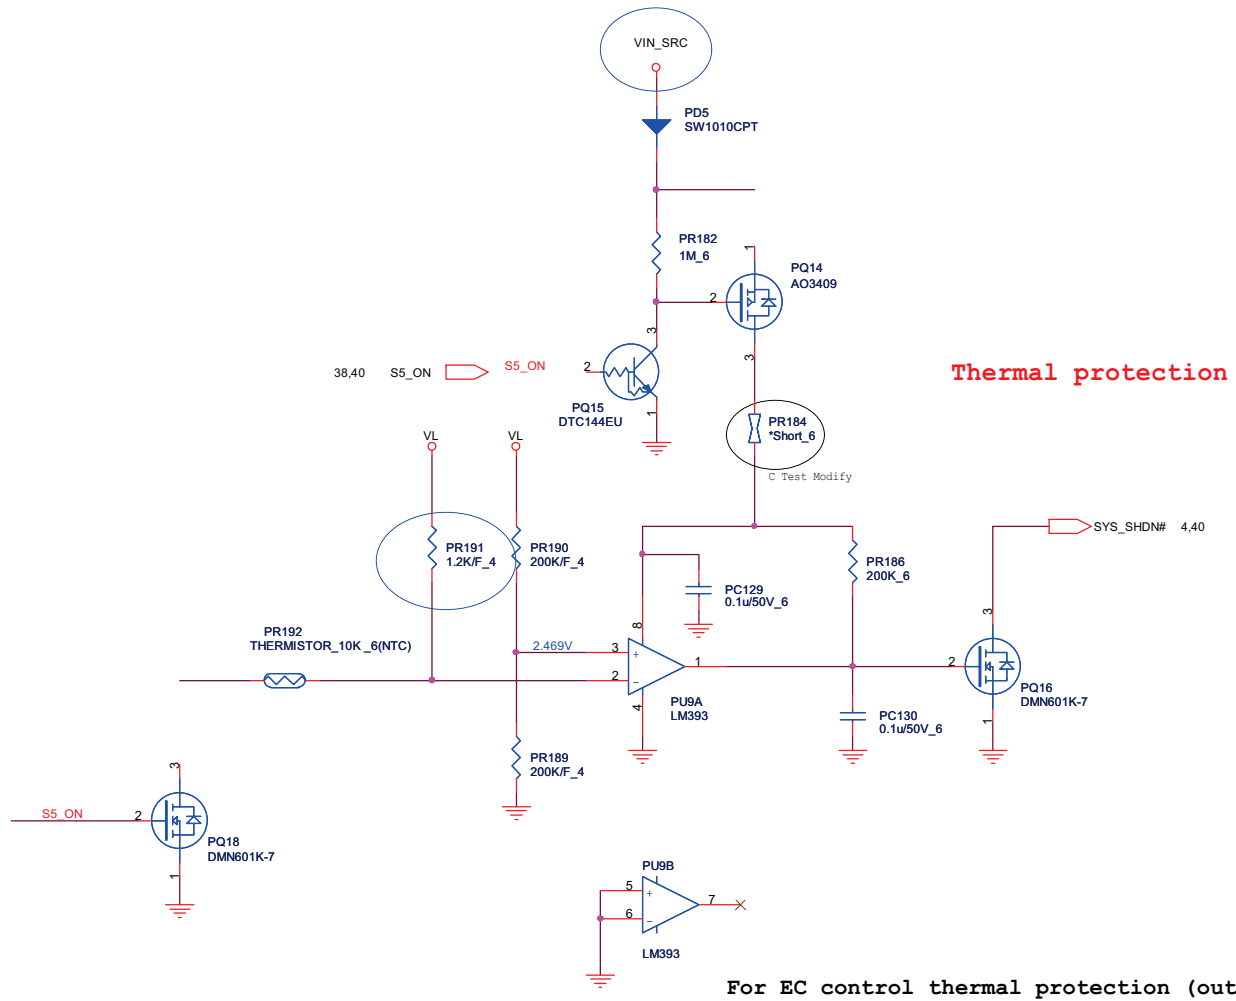 VIN_SRC
PD5
SW1010CPT
PR182
1M_6
1
PQ14
AO3409
2
3
3
38,40 S5_ON
S5_ON
2
PQ15
DTC144EU
1
Thermal protection
PR184
*Short_6
C Test Modify
VL
VL
PR191
1.2K/F_4
PR190
200K/F_4
SYS_SHDN# 4,40
PR186
200K_6
PC129
0.1u/50V_6
PR192
THERMISTOR_10K _6(NTC)
2.469V
8
3
+
2
−
1
4
PU9A
LM393
3
2
PQ16
DMN601K-7
1
PC130
0.1u/50V_6
PR189
200K/F_4
3
S5_ON
2
PQ18
DMN601K-7
1
PU9B
5
+
6
−
7
LM393
For EC control thermal protection (out